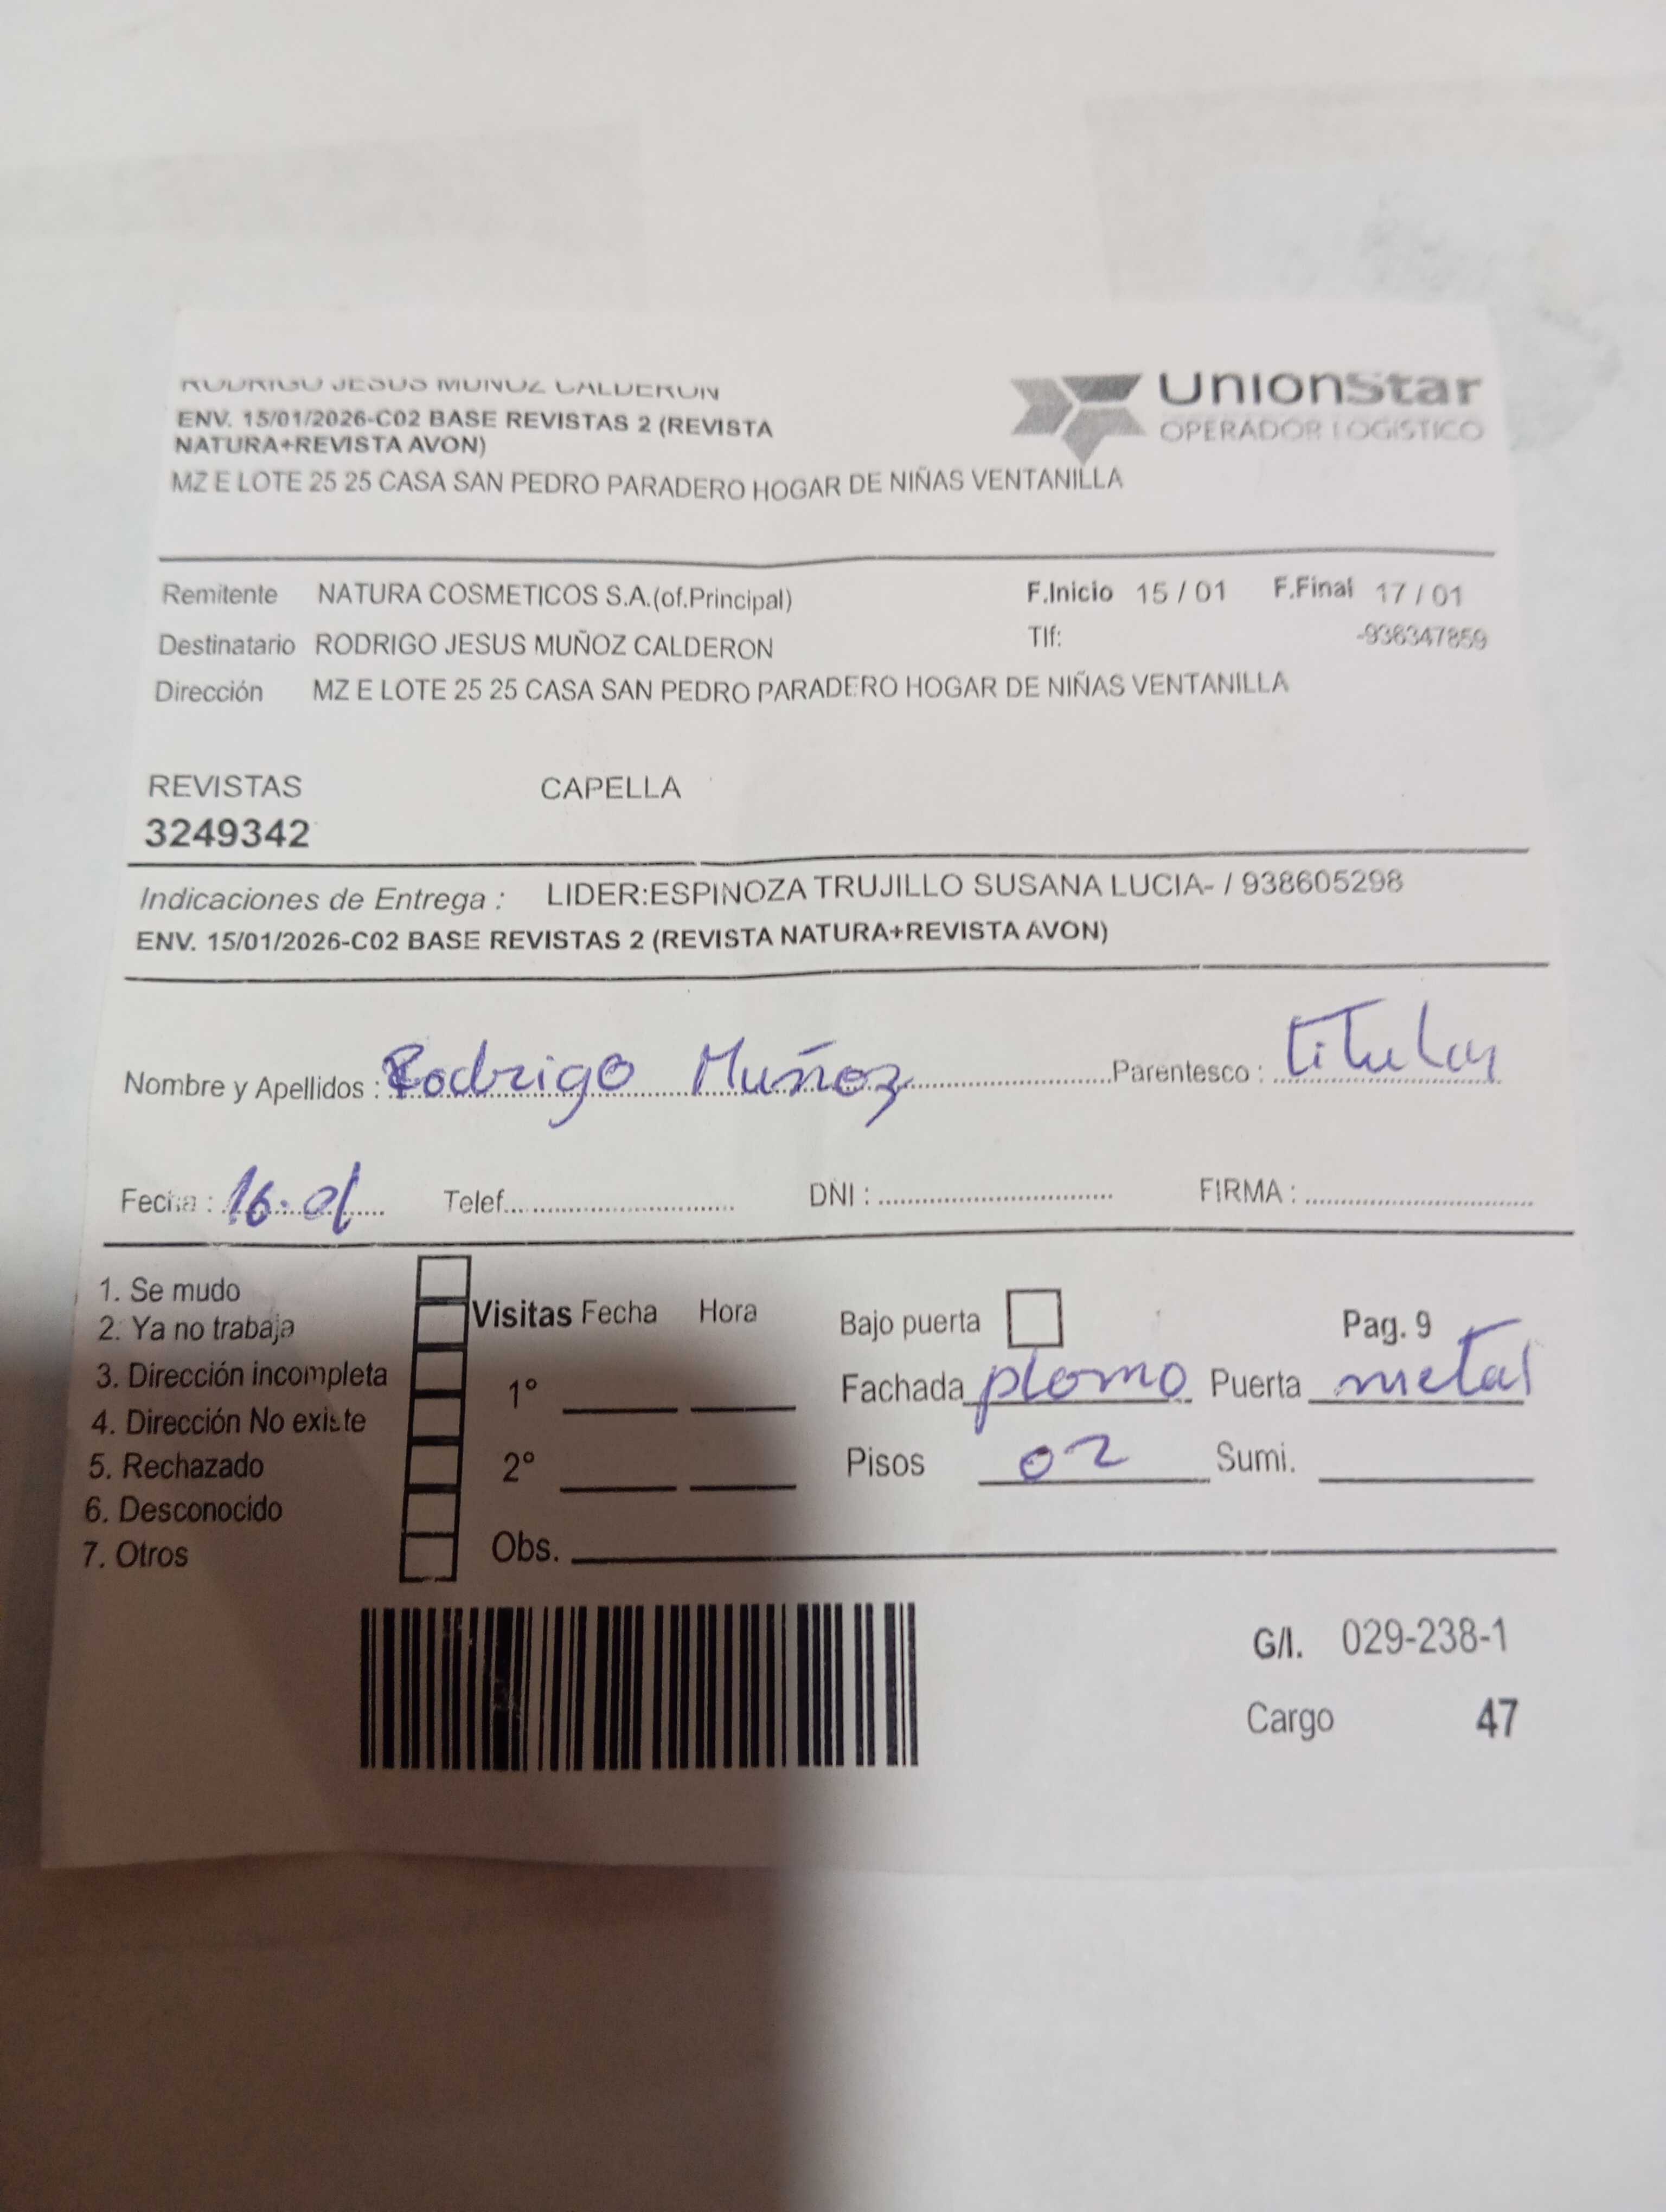 RODRIGO JESUS MUÑOZ CALDERON
UnionStar
OPERADOR LOGÍSTICO
ENV. 15/01/2026-C02 BASE REVISTAS 2 (REVISTA
NATURA+REVISTA AVON)
MZ E LOTE 25 25 CASA SAN PEDRO PARADERO HOGAR DE NIÑAS VENTANILLA
Remitente NATURA COSMETICOS S.A.(of.Principal) F.Inicio 15 / 01 F.Final 17 / 01
Destinatario RODRIGO JESUS MUÑOZ CALDERON Tlf: -936347859
Dirección MZ E LOTE 25 25 CASA SAN PEDRO PARADERO HOGAR DE NIÑAS VENTANILLA
REVISTAS CAPELLA
3249342
Indicaciones de Entrega : LIDER:ESPINOZA TRUJILLO SUSANA LUCIA- / 938605298
ENV. 15/01/2026-C02 BASE REVISTAS 2 (REVISTA NATURA+REVISTA AVON)
Nombre y Apellidos : Rodrigo Muñoz Parentesco : titular
Fecha : 16.01 Telef. DNI : FIRMA :
1. Se mudo
2. Ya no trabaja
3. Dirección incompleta
4. Dirección No existe
5. Rechazado
6. Desconocido
7. Otros
Visitas Fecha Hora
1°
2°
Obs.
Bajo puerta Pag. 9
Fachada plomo Puerta metal
Pisos 02 Sumi.
G/I. 029-238-1
Cargo 47